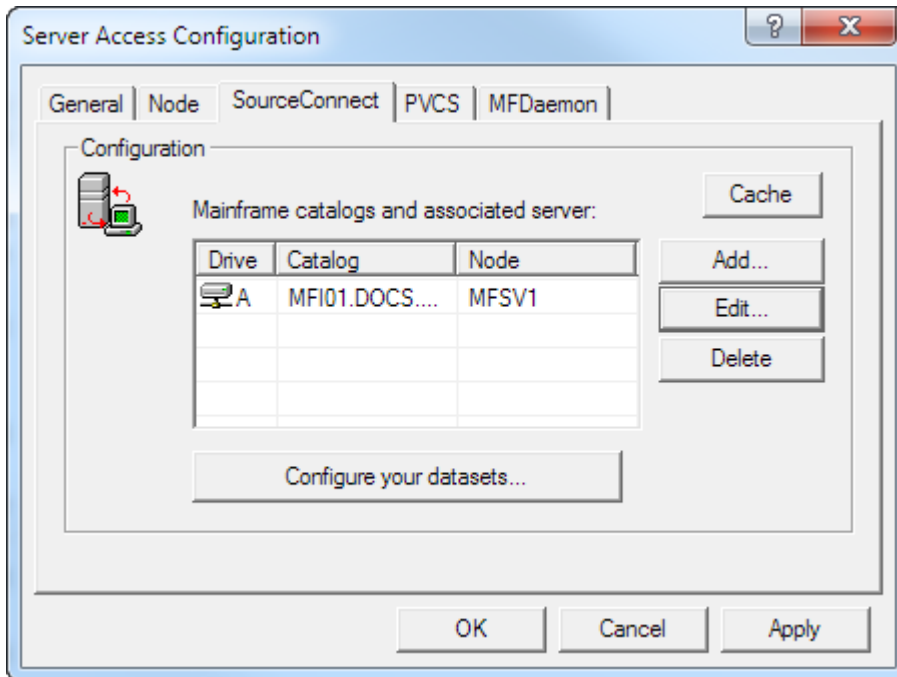 Server Access Configuration
?
General Node SourceConnect PVCS MFDaemon
Configuration
Cache
Mainframe catalogs and associated server:
Drive Catalog Node
Add...
A MFI01.DOCS.... MFSV1
Edit...
Delete
Configure your datasets...
OK Cancel Apply